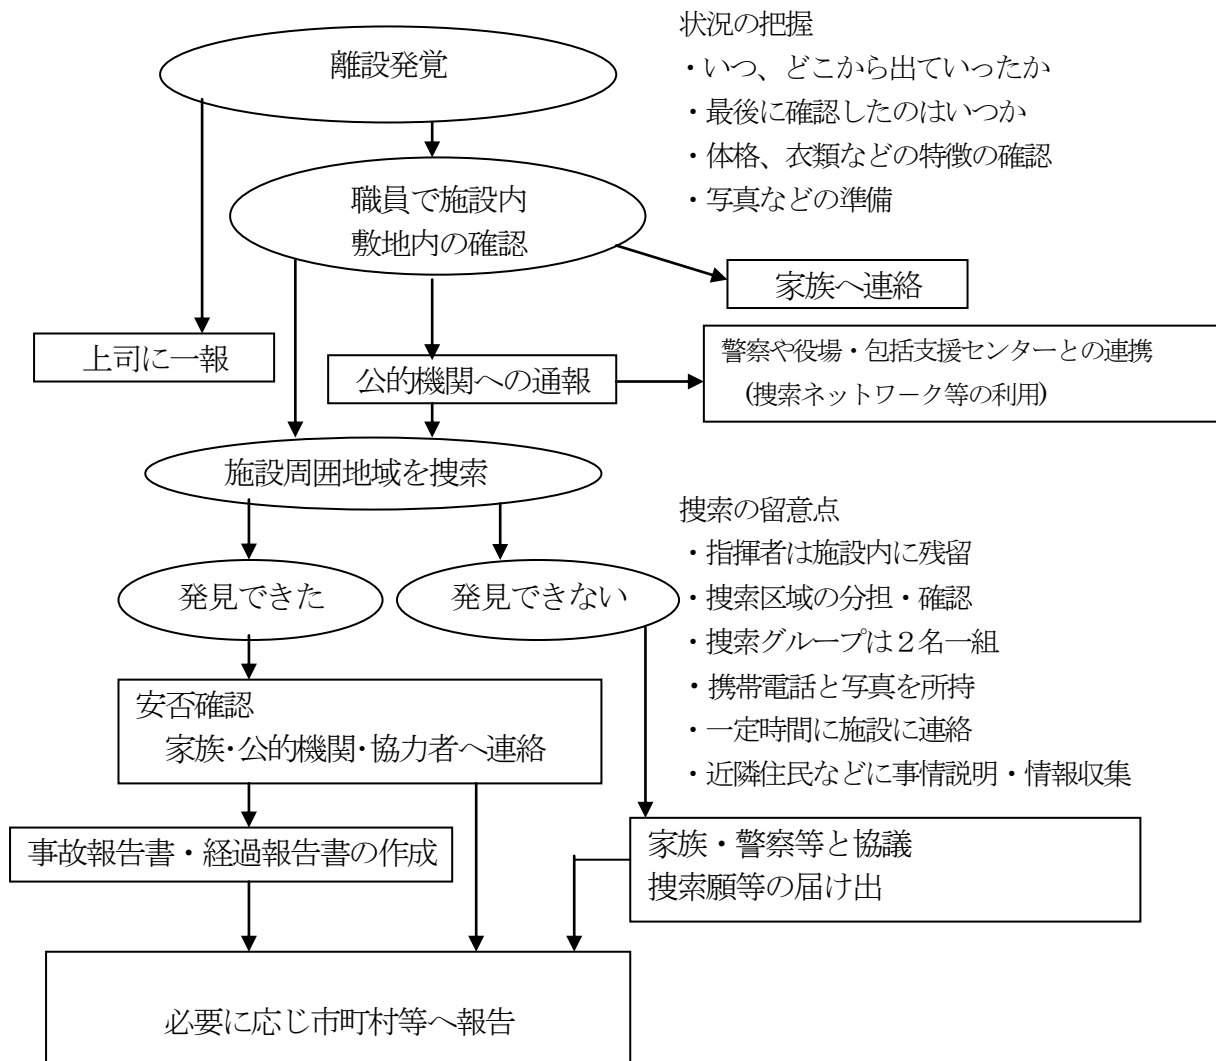 離設発覚
状況の把握
・いつ、どこから出ていったか
・最後に確認したのはいつか
・体格、衣類などの特徴の確認
・写真などの準備
職員で施設内
敷地内の確認
家族へ連絡
上司に一報
公的機関への通報
警察や役場・包括支援センターとの連携
(捜索ネットワーク等の利用)
施設周囲地域を捜索
捜索の留意点
・指揮者は施設内に残留
・捜索区域の分担・確認
・捜索グループは２名一組
・携帯電話と写真を所持
・一定時間に施設に連絡
・近隣住民などに事情説明・情報収集
発見できた
発見できない
安否確認
家族・公的機関・協力者へ連絡
事故報告書・経過報告書の作成
家族・警察等と協議
捜索願等の届け出
必要に応じ市町村等へ報告